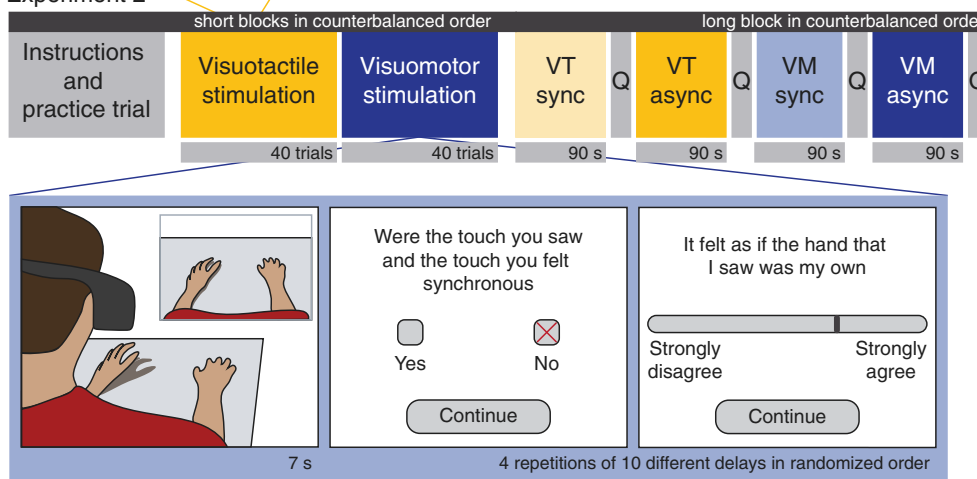 short blocks in counterbalanced order
long block in counterbalanced
Instructions
and
practice trial
Visuotactile
stimulation
Visuomotor
stimulation
VT
sync
Q
VT
async
Q
VM
sync
Q
VM
async
40 trials
40 trials
90 s
90 s
90 s
90 s
Were the touch you saw
and the touch you felt
synchronous
Yes
No
Continue
It felt as if the hand that
I saw was my own
Strongly
disagree
Strongly
agree
Continue
7 s
4 repetitions of 10 different delays in randomized order